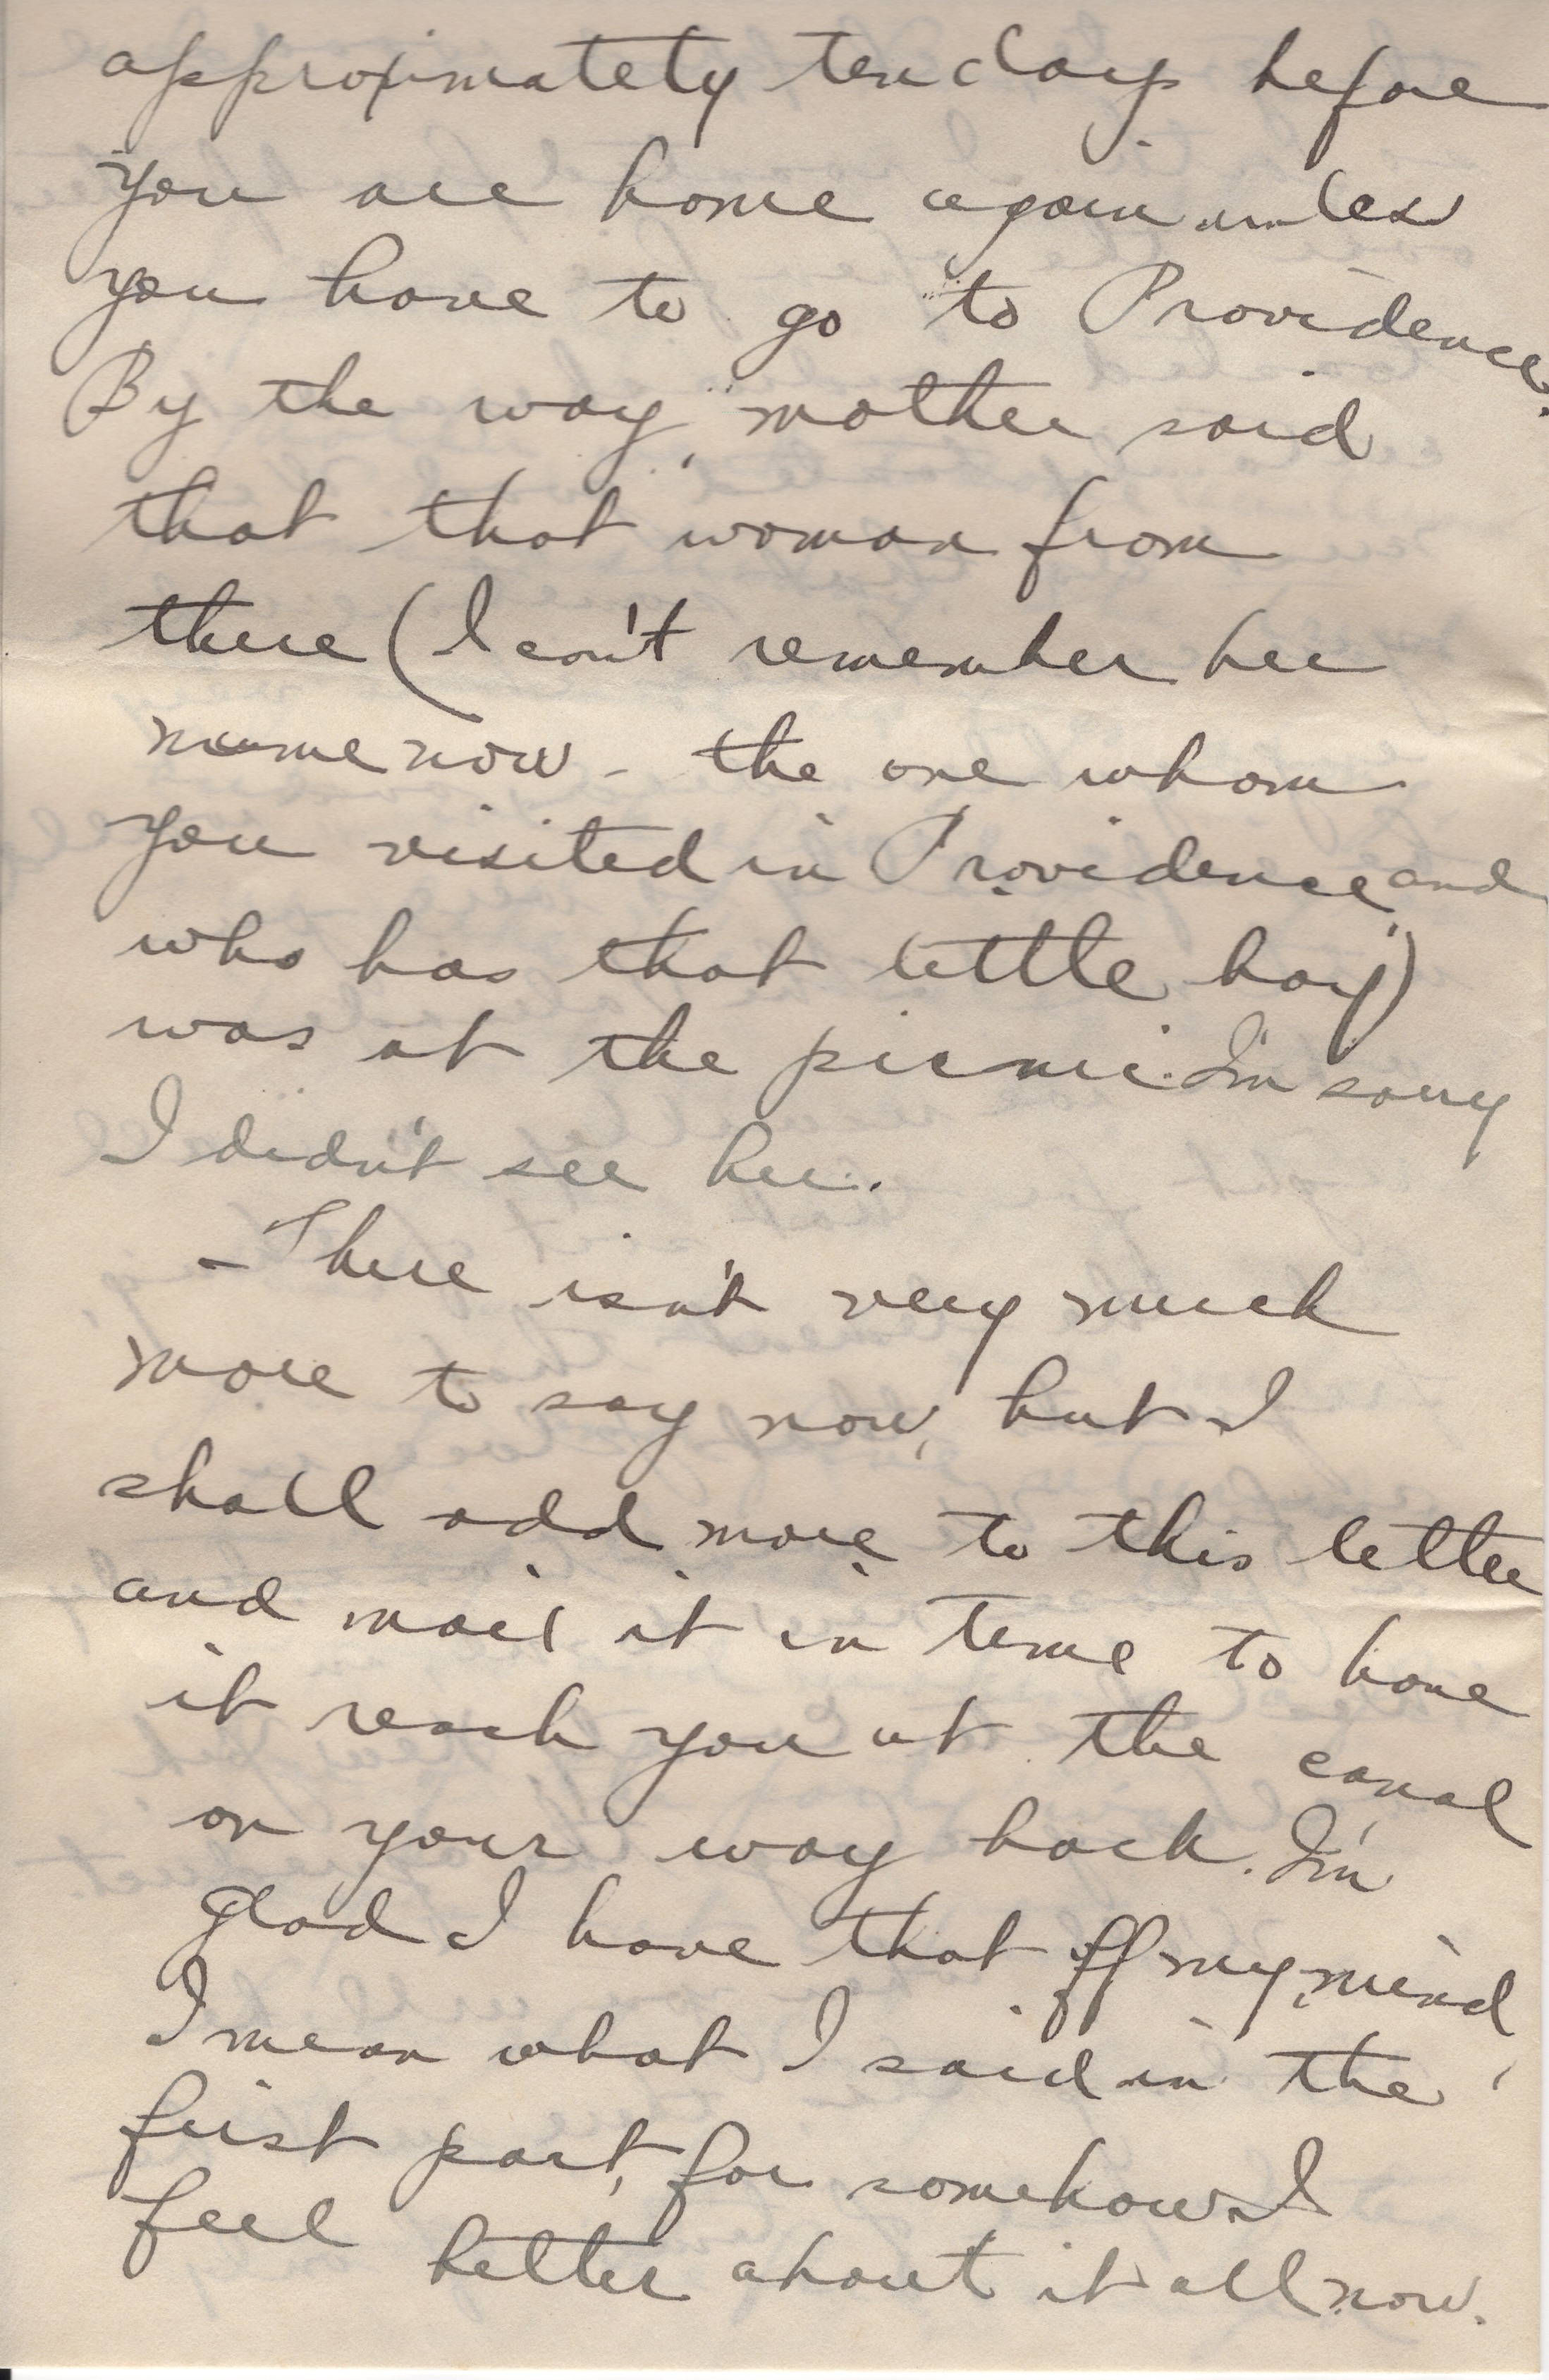 approximately ten days before
you are home again unless
you have to go to Providence.
By the way, mother said
that that woman from
there (I can't remember her
name now - the one whom
you visited in Providence and
who has that little boy)
was at the picnic. I'm sorry
I didn't see her.
- There isn't very much
more to say now, but I
shall add more to this letter
and mail it in time to have
it reach you at the canal
on your way back. I'm
glad I have that off my mind,
I mean what I said in the
first part, for somehow I
feel better about it all now.